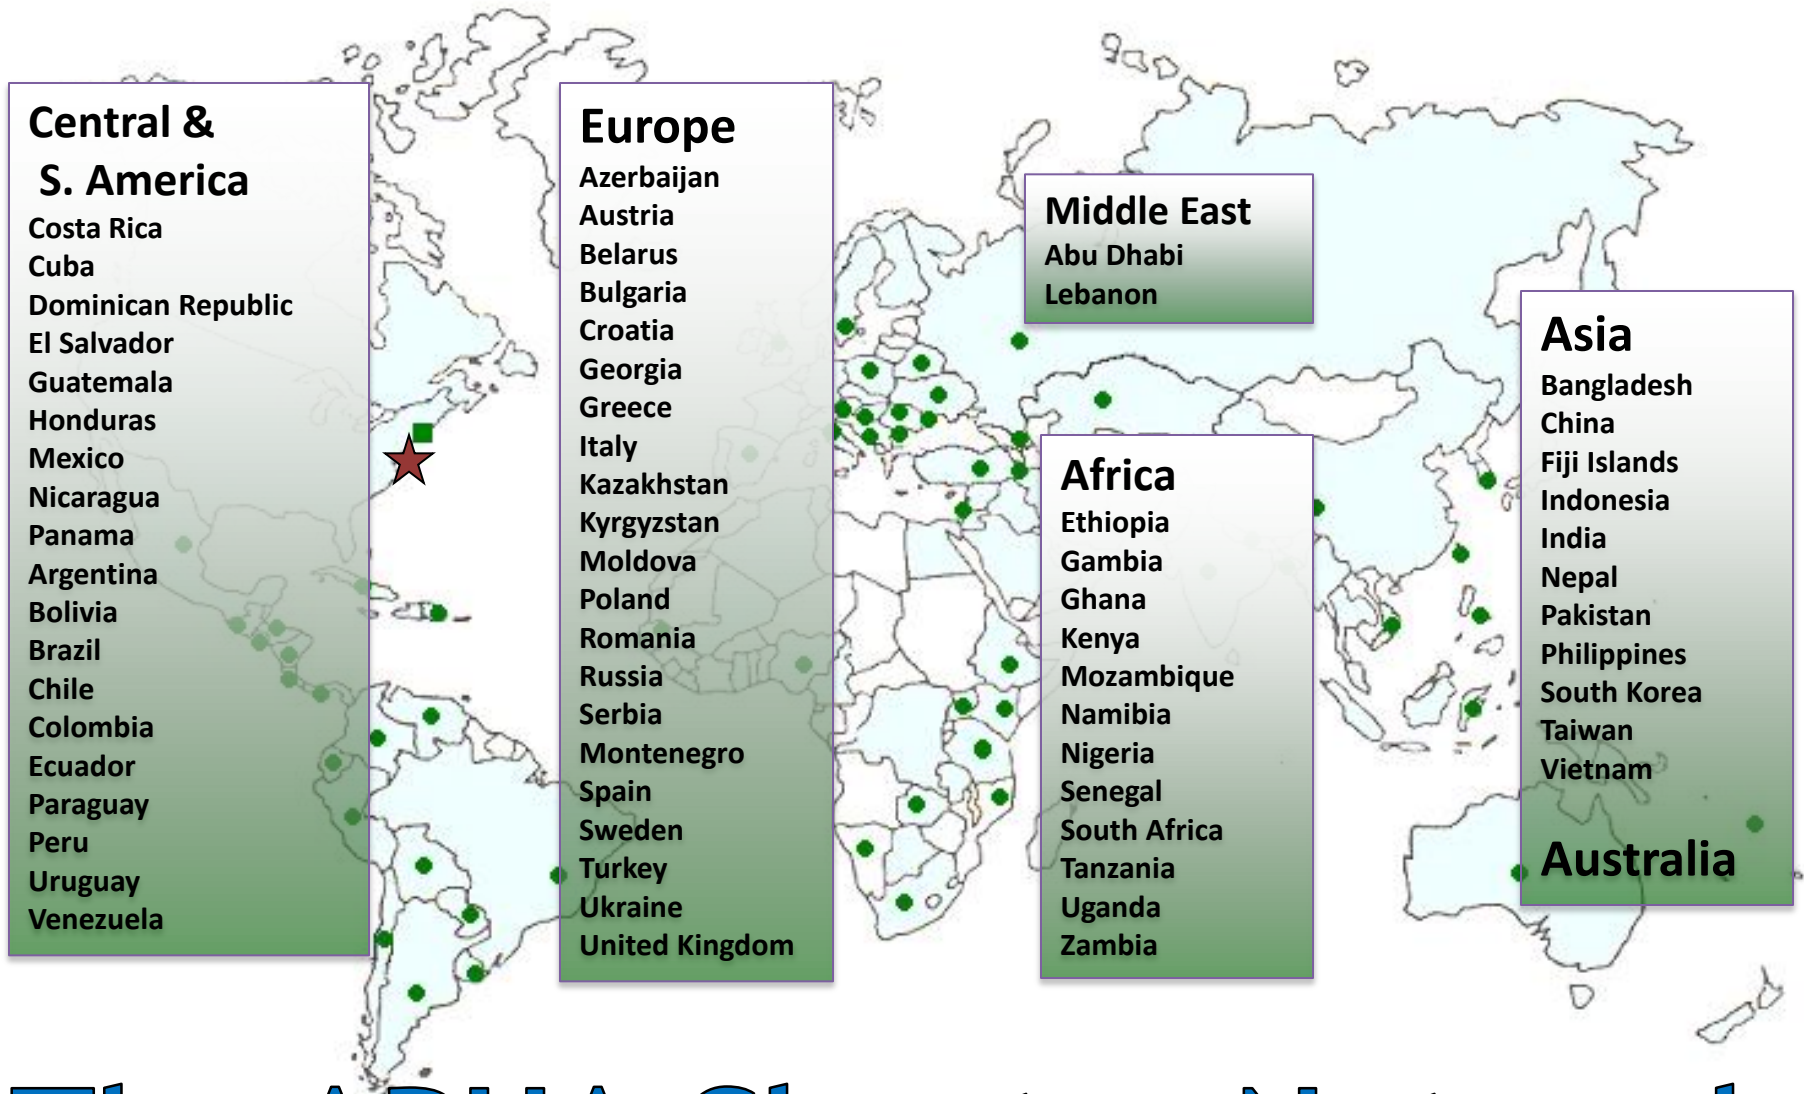 Central &
S. America
Costa Rica
Cuba
Dominican Republic
El Salvador
Guatemala
Honduras
Mexico
Nicaragua
Panama
Argentina
Bolivia
Brazil
Chile
Colombia
Ecuador
Paraguay
Peru
Uruguay
Venezuela
Europe
Azerbaijan
Austria
Belarus
Bulgaria
Croatia
Georgia
Greece
Italy
Kazakhstan
Kyrgyzstan
Moldova
Poland
Romania
Russia
Serbia
Montenegro
Spain
Sweden
Turkey
Ukraine
United Kingdom
Middle East
Abu Dhabi
Lebanon
Africa
Ethiopia
Gambia
Ghana
Kenya
Mozambique
Namibia
Nigeria
Senegal
South Africa
Tanzania
Uganda
Zambia
Asia
Bangladesh
China
Fiji Islands
Indonesia
India
Nepal
Pakistan
Philippines
South Korea
Taiwan
Vietnam
Australia